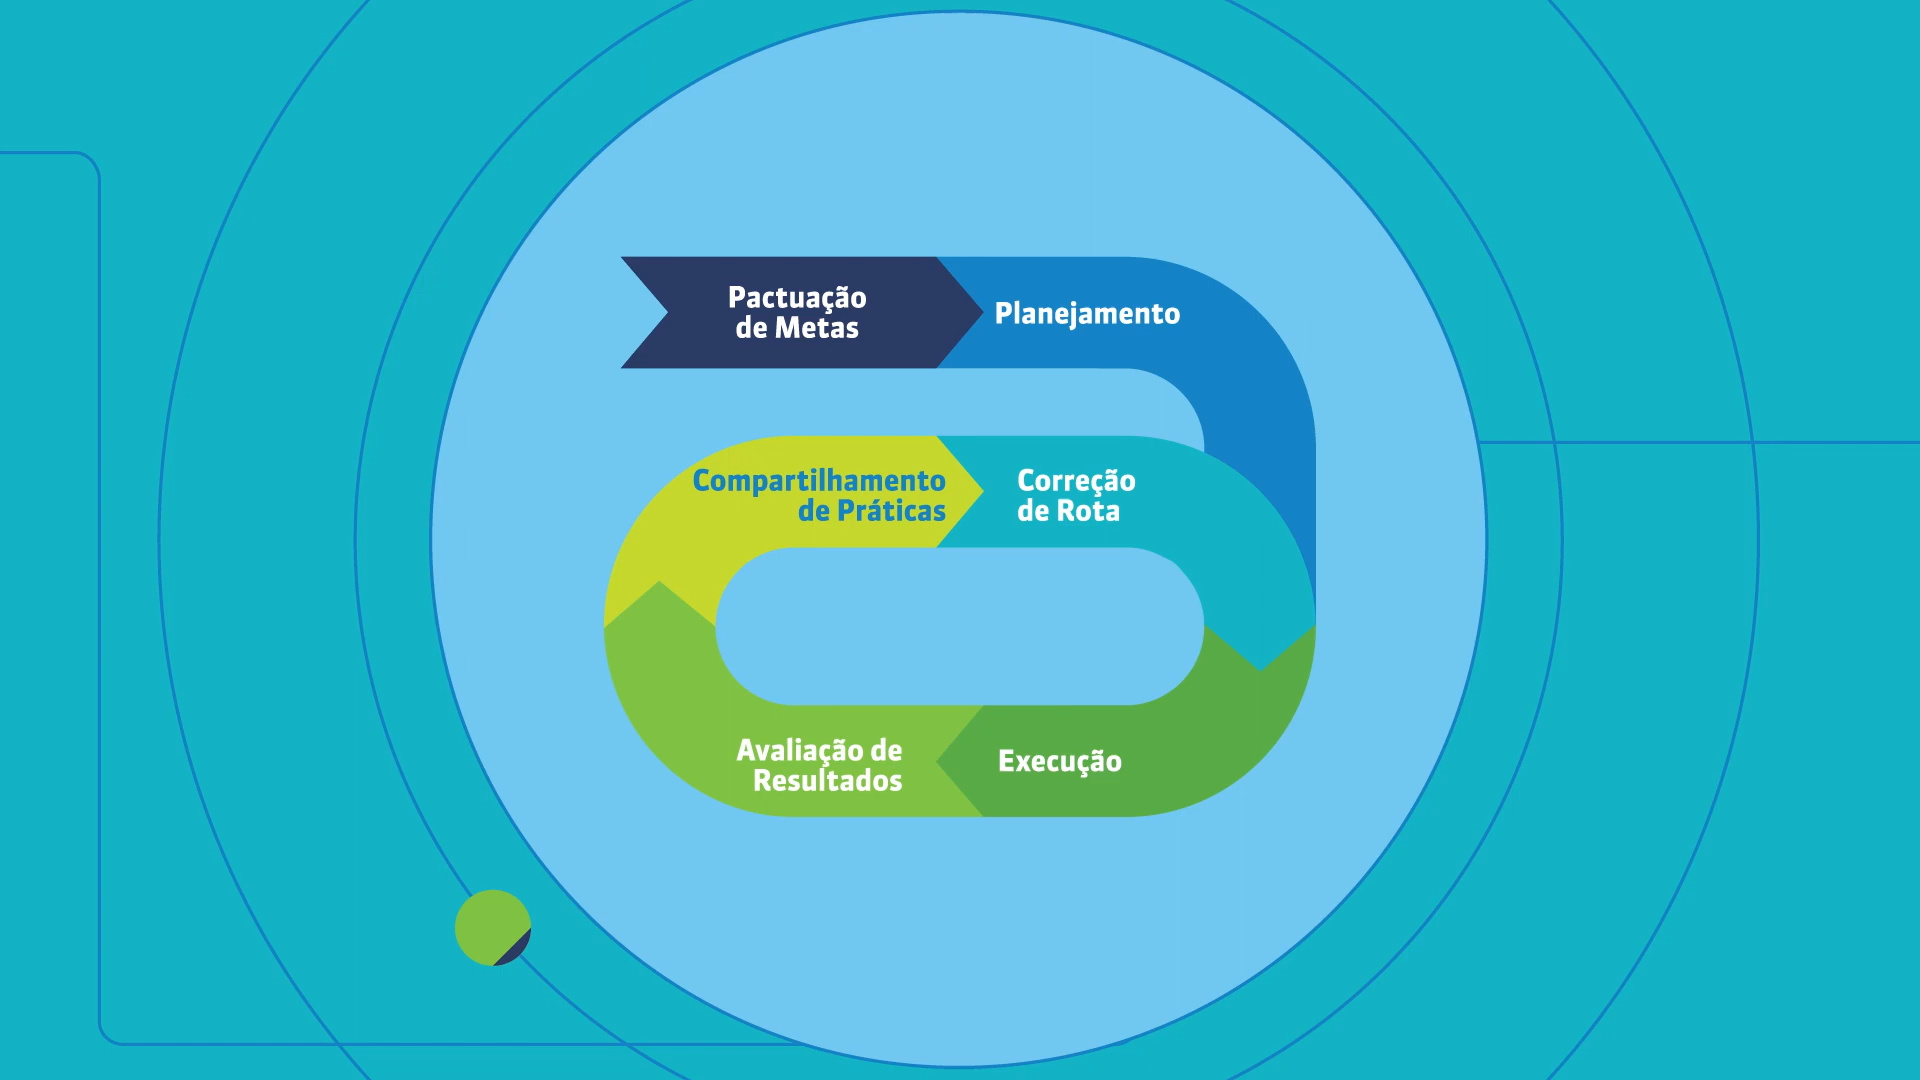 Pactuação
de Metas
Planejamento
Compartilhamento
de Práticas
Correção
de Rota
Avaliação de
Resultados
Execução